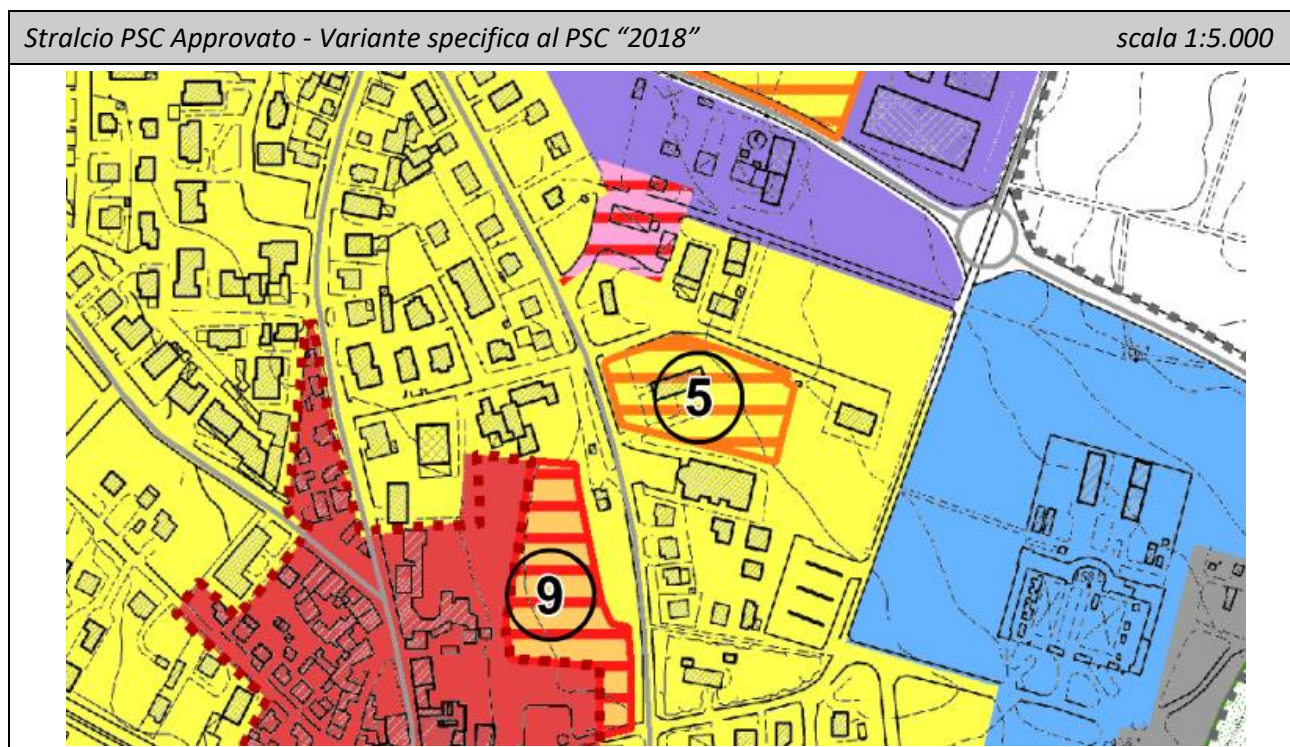 Stralcio PSC Approvato - Variante specifica al PSC “2018” scala 1:5.000
5
9